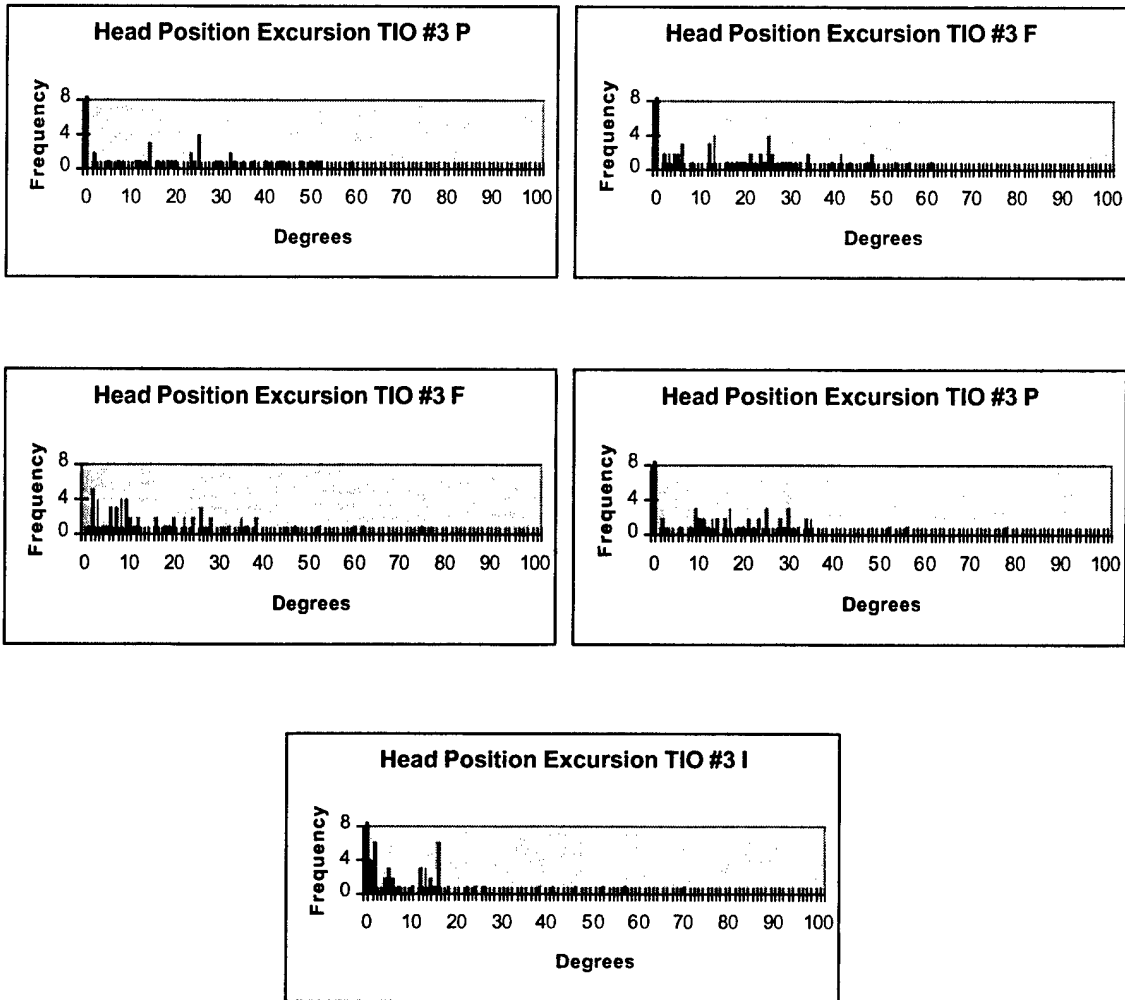 Head Position Excursion TIO #3 P
Frequency
8
4
0
0 10 20 30 40 50 60 70 80 90 100
Degrees
Head Position Excursion TIO #3 F
Frequency
8
4
0
0 10 20 30 40 50 60 70 80 90 100
Degrees
Head Position Excursion TIO #3 F
Frequency
8
4
0
0 10 20 30 40 50 60 70 80 90 100
Degrees
Head Position Excursion TIO #3 P
Frequency
8
4
0
0 10 20 30 40 50 60 70 80 90 100
Degrees
Head Position Excursion TIO #3 I
Frequency
8
4
0
0 10 20 30 40 50 60 70 80 90 100
Degrees